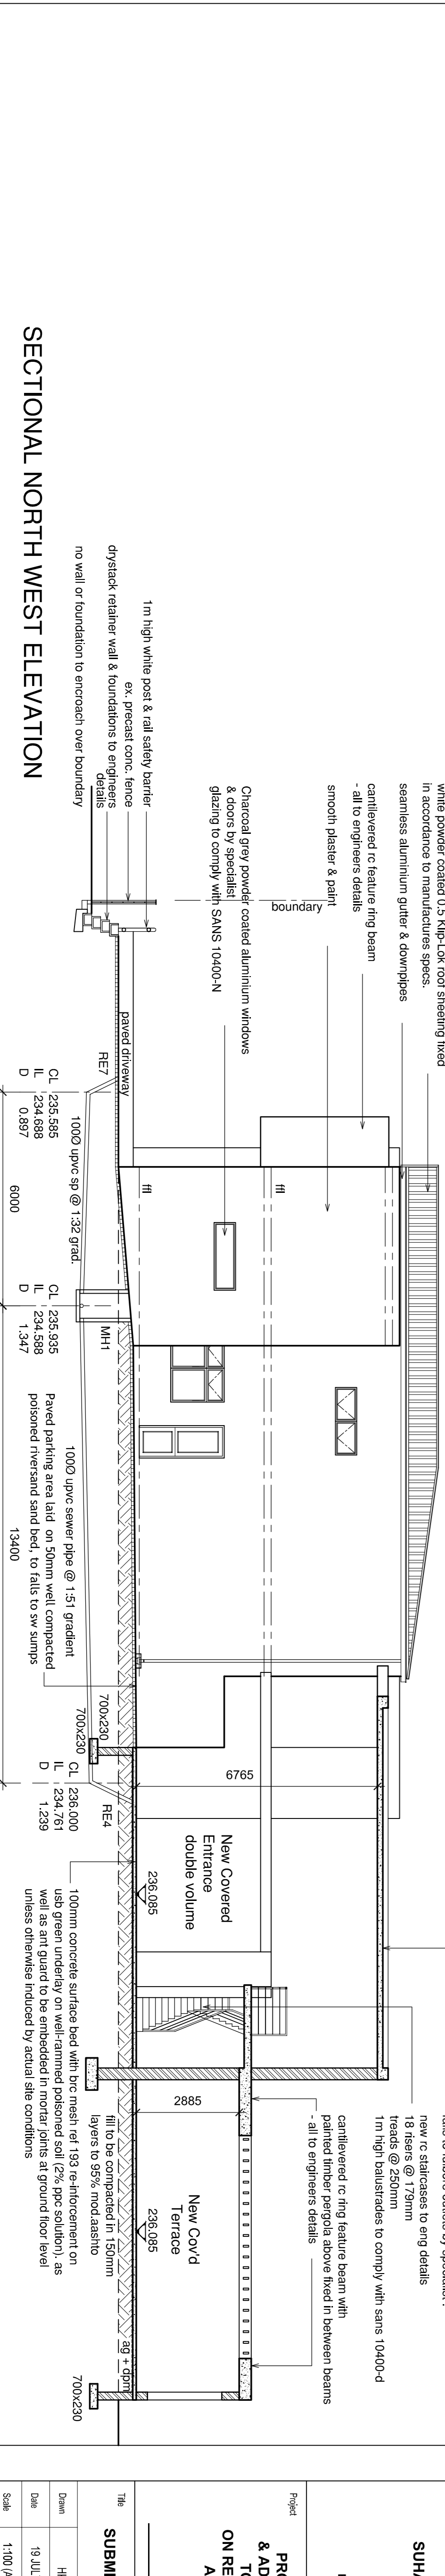 white powder coated 0.5 Klip-Lok roof sheeting fixed
in accordance to manufactures specs.
seamless aluminium gutter & downpipes
cantilevered rc feature ring beam
- all to engineers details
smooth plaster & paint
boundary
Charcoal grey powder coated aluminium windows
& doors by specialist
glazing to comply with SANS 10400-N
1m high white post & rail safety barrier
ex. precast conc. fence
drystack retainer wall & foundations to engineers
details
no wall or foundation to encroach over boundary
SECTIONAL NORTH WEST ELEVATION
ffl
ffl
paved driveway
RE7
100Ø upvc sp @ 1:32 grad.
CL 235.585
IL 234.688
D 0.897
6000
MH1
CL 235.935
IL 234.588
D 1.347
100Ø upvc sewer pipe @ 1:51 gradient
Paved parking area laid on 50mm well compacted
poisoned riversand sand bed, to falls to sw sumps
13400
700x230
700x230
RE4
CL 236.000
IL 234.761
D 1.239
6765
New Covered
Entrance
double volume
236.085
100mm concrete surface bed with brc mesh ref 193 re-inforcement on
usb green underlay on well-rammed poisoned soil (2% ppc solution). as
well as ant guard to be embedded in mortar joints at ground floor level
unless otherwise induced by actual site conditions
new rc staircases to eng details
18 risers @ 179mm
treads @ 250mm
1m high balustrades to comply with sans 10400-d
cantilevered rc ring feature beam with
painted timber pergola above fixed in between beams
- all to engineers details
2885
New Cov'd
Terrace
236.085
fill to be compacted in 150mm
layers to 95% mod.aashto
ag + dpm
700x230
Project
Title
SUBMI
Drawn
Date
19 JUL
Scale
1:100 (A